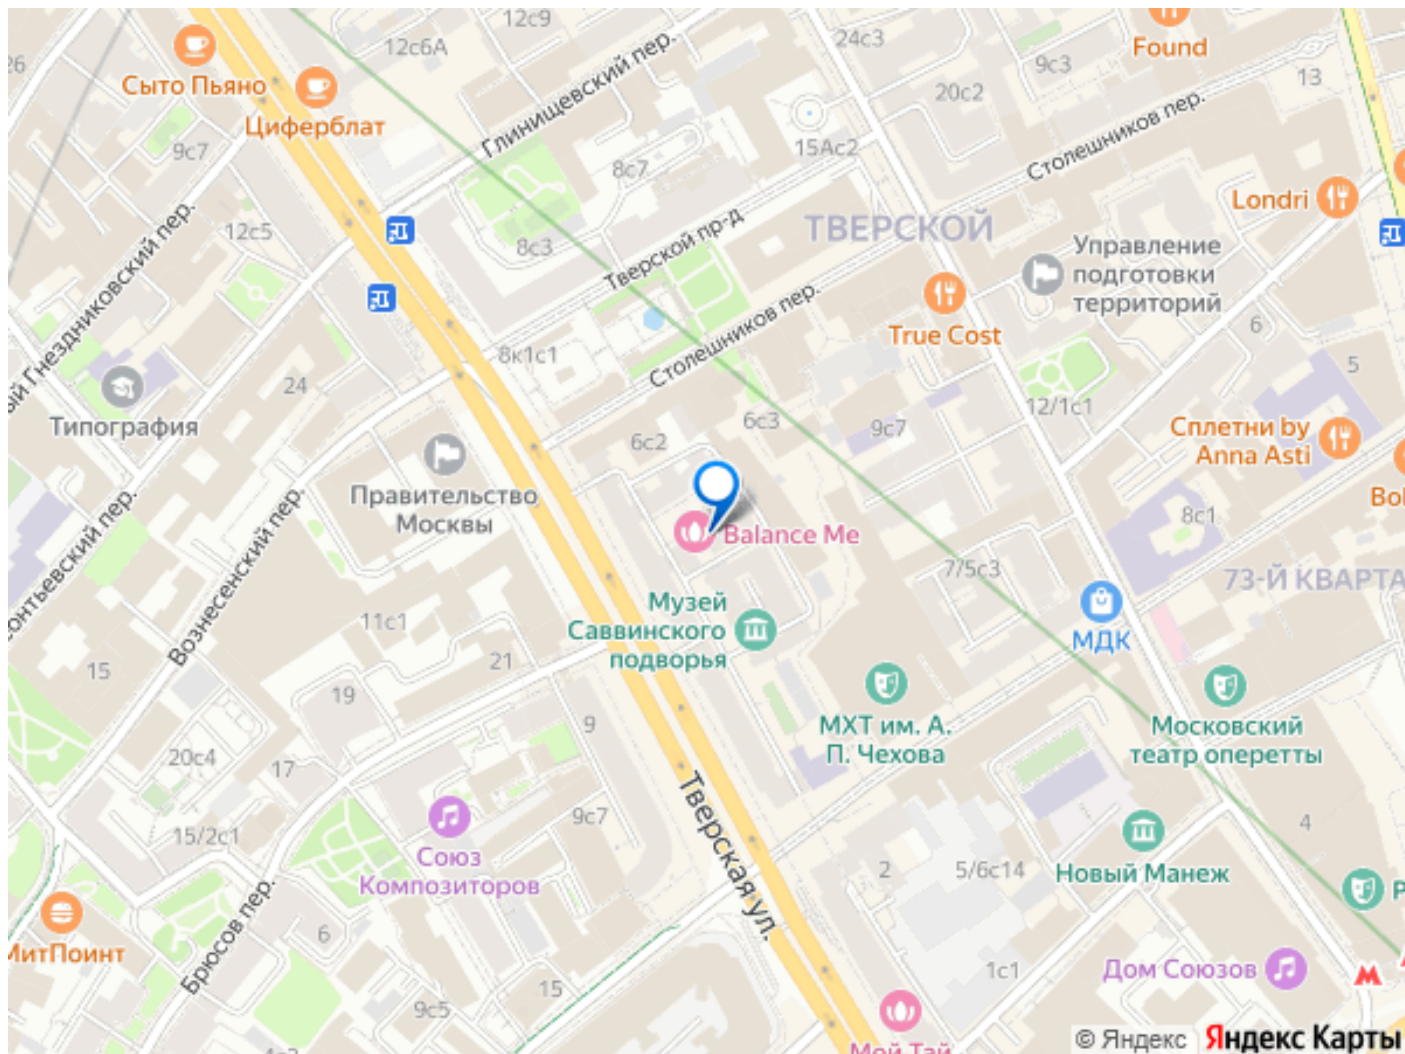 12с9
12с6А
24с3
Found
26
9с3
13
Сыто Пьяно
20с2
Глинищевский пер.
Циферблат
9с7
15Ас2
Столешников пер.
8с7
Londri
12с5
ТВЕРСКОЙ
8с3
Тверской пр-д
Управление
подготовки
территорий
ый Гнездниковский пер.
Столешников пер.
True Cost
6
8к1с1
5
24
Типография
12/1с1
6с3
9с7
6с2
Сплетни by
Anna Asti
Правительство
Москвы
Bo
8с1
Balance Me
онтьевский пер.
Вознесенский пер.
7/5с3
73-Й КВАРТА
Музей
Саввинского
подворья
11с1
МДК
21
15
19
МХТ им. А.
П. Чехова
Московский
театр оперетты
9
20с4
17
Тверская ул.
9с7
15/2с1
4
Союз
Композиторов
2
5/6с14
Новый Манеж
Р
6
Брюсов пер.
МитПоинт
1с1
Дом Союзов
15
9с5
Мой Тай
© Яндекс
Яндекс Карты